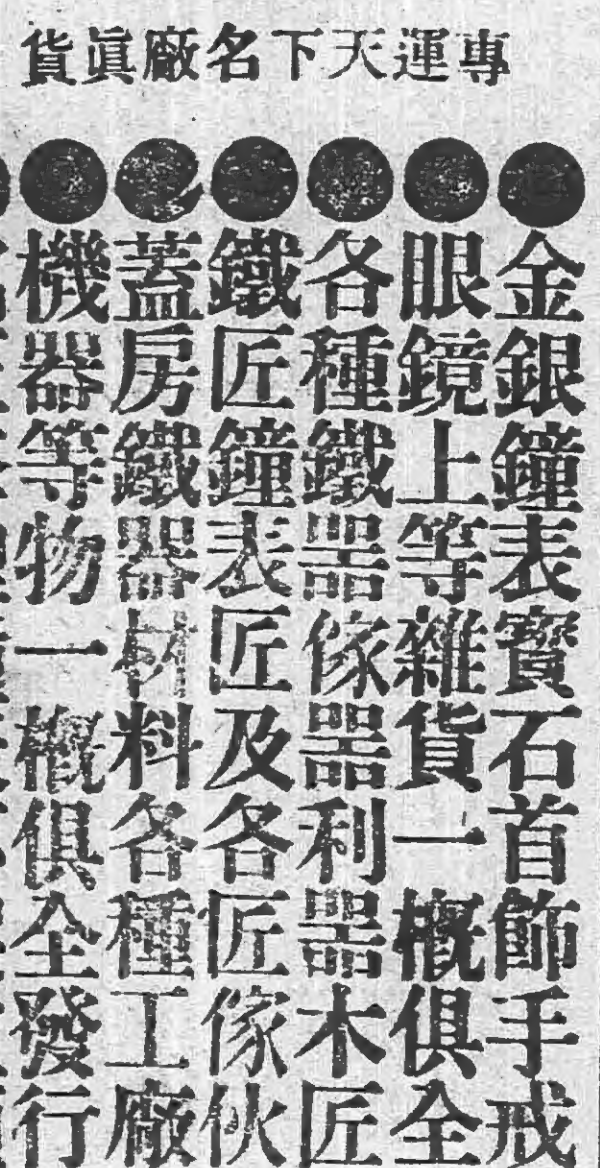 專運天下名廠眞貨
金銀鐘表寳石首飾手戒
眼鏡上等雜貨一概俱全
各種鐵器傢器利器木匠
鐵匠鐘表匠及各匠傢伙
蓋房鐵器材料各種工廠
機器等物一概俱全發行